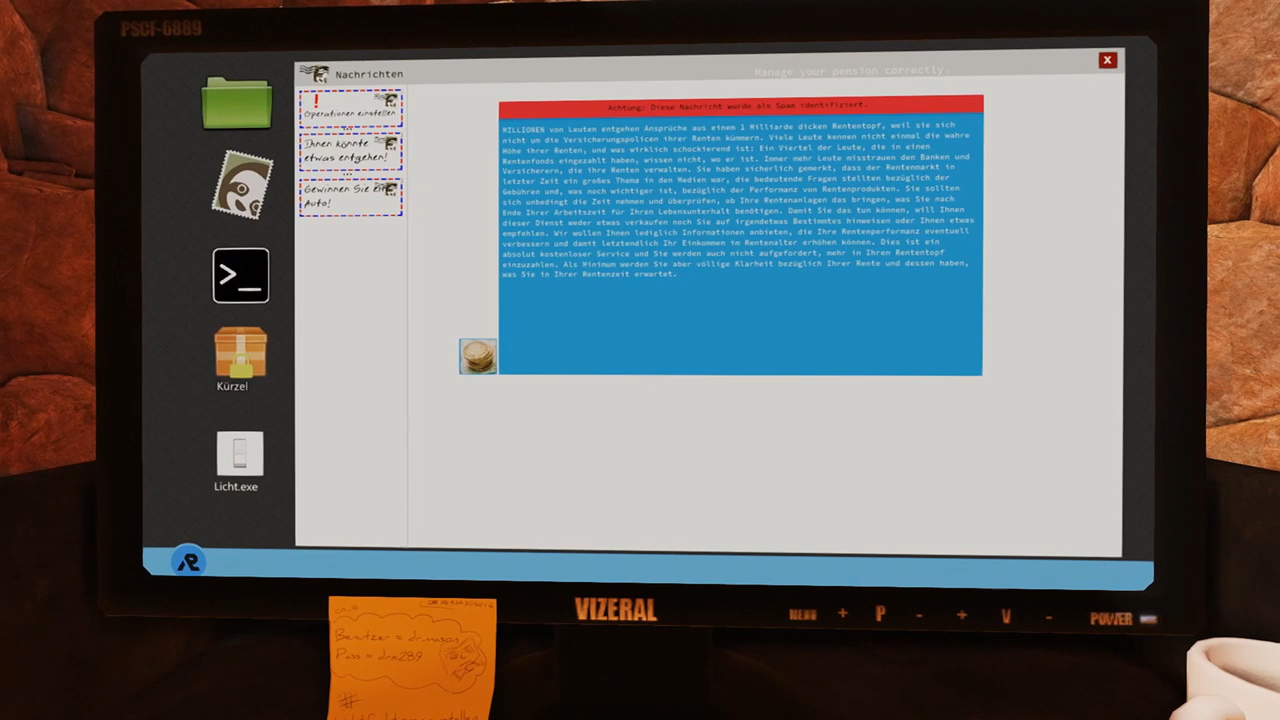 PSCF-6889
Nachrichten
Manage your pension correctly.
Operationen einstellen
Ihnen könnte
etwas entgehen!
Gewinnen Sie ein
Auto!
Achtung: Diese Nachricht wurde als Spam identifiziert.
MILLIONEN von Leuten entgehen Ansprüche aus einem 1 Milliarde dicken Rententopf, weil sie sich
nicht um die Versicherungspolicen ihrer Renten kümmern. Viele Leute kennen nicht einmal die wahre
Höhe ihrer Renten, und was wirklich schockierend ist: Ein Viertel der Leute, die in einen
Rentenfonds eingezahlt haben, wissen nicht, wo er ist. Immer mehr Leute misstrauen den Banken und
Versicherern, die ihre Renten verwalten. Sie haben sicherlich gemerkt, dass der Rentenmarkt in
letzter Zeit ein großes Thema in den Medien war, die bedeutende Fragen stellten bezüglich der
Gebühren und, was noch wichtiger ist, bezüglich der Performanz von Rentenprodukten. Sie sollten
sich unbedingt die Zeit nehmen und überprüfen, ob Ihre Rentenanlagen das bringen, was Sie nach
Ende Ihrer Arbeitszeit für Ihren Lebensunterhalt benötigen. Damit Sie das tun können, will Ihnen
dieser Dienst weder etwas verkaufen noch Sie auf irgendetwas Bestimmtes hinweisen oder Ihnen etwas
empfehlen. Wir wollen Ihnen lediglich Informationen anbieten, die Ihre Rentenperformanz eventuell
verbessern und damit letztendlich Ihr Einkommen im Rentenalter erhöhen können. Dies ist ein
absolut kostenloser Service und Sie werden auch nicht aufgefordert, mehr in Ihren Rententopf
einzuzahlen. Als Minimum werden Sie aber völlige Klarheit bezüglich Ihrer Rente und dessen haben,
was Sie in Ihrer Rentenzeit erwartet.
Kürzel
Licht.exe
VIZERAL
MENU + P - + V - POWER
Benutzer = dr.mason
Pass = drx289
#